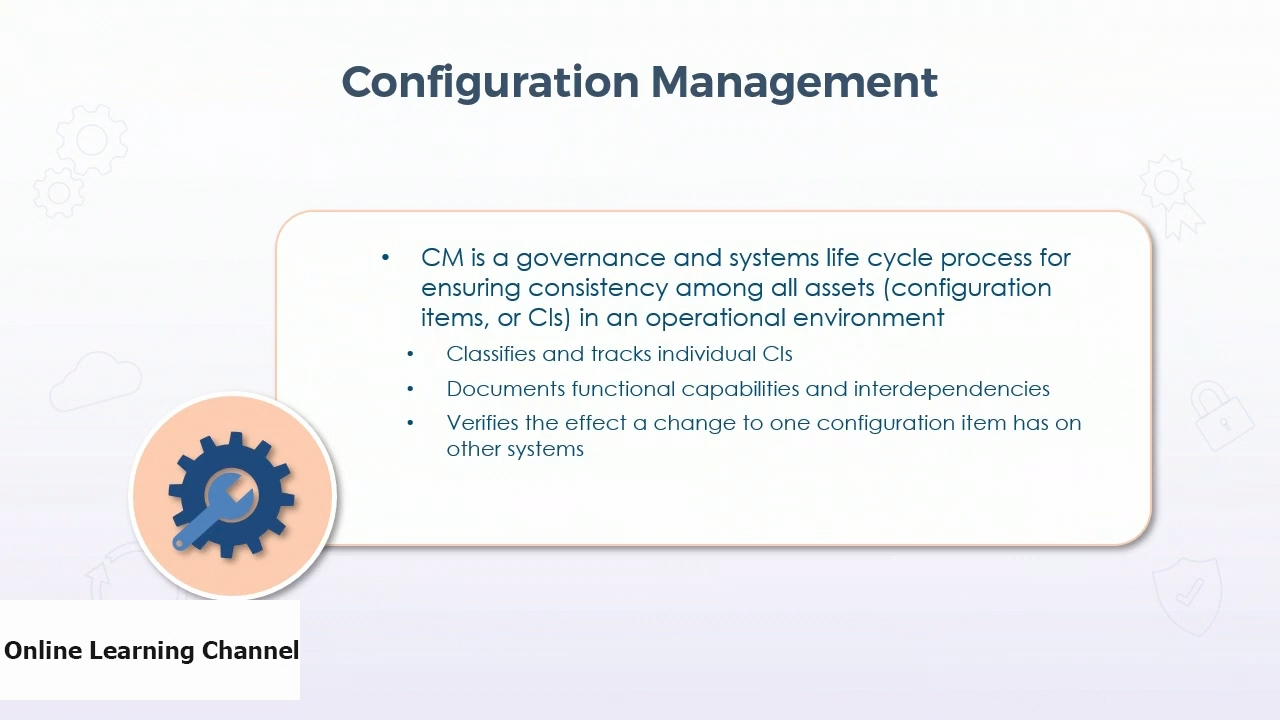 Configuration Management
• CM is a governance and systems life cycle process for
ensuring consistency among all assets (configuration
items, or CIs) in an operational environment
• Classifies and tracks individual CIs
• Documents functional capabilities and interdependencies
• Verifies the effect a change to one configuration item has on
other systems
Online Learning Channel